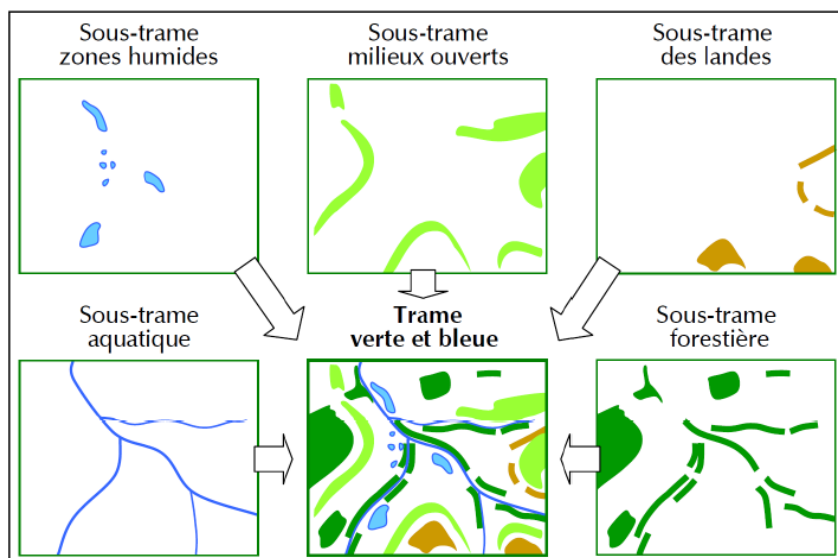 Sous-trame
zones humides
Sous-trame
milieux ouverts
Sous-trame
des landes
Sous-trame
aquatique
Trame
verte et bleue
Sous-trame
forestière